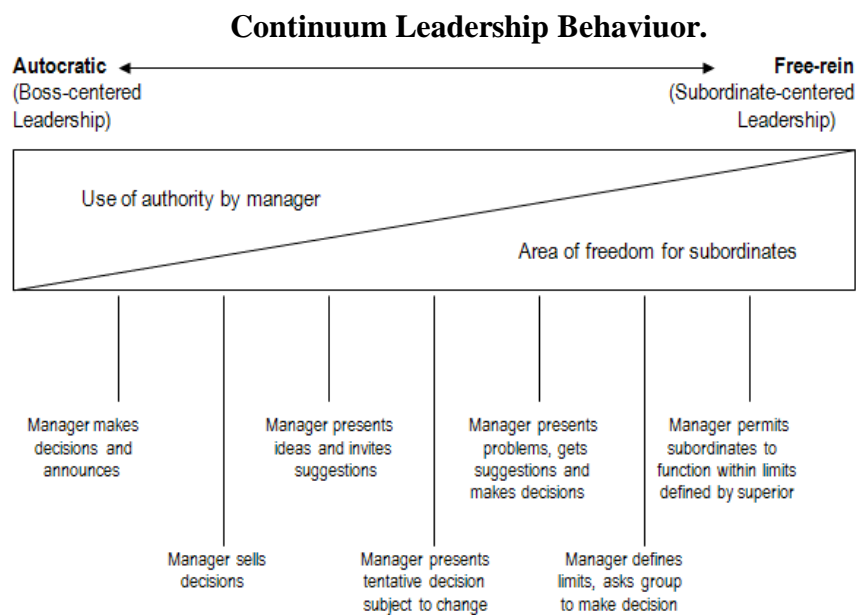 Continuum Leadership Behaviuor.
Autocratic
(Boss-centered
Leadership)
Free-rein
(Subordinate-centered
Leadership)
Use of authority by manager
Area of freedom for subordinates
Manager makes
decisions and
announces
Manager sells
decisions
Manager presents
ideas and invites
suggestions
Manager presents
tentative decision
subject to change
Manager presents
problems, gets
suggestions and
makes decisions
Manager defines
limits, asks group
to make decision
Manager permits
subordinates to
function within limits
defined by superior